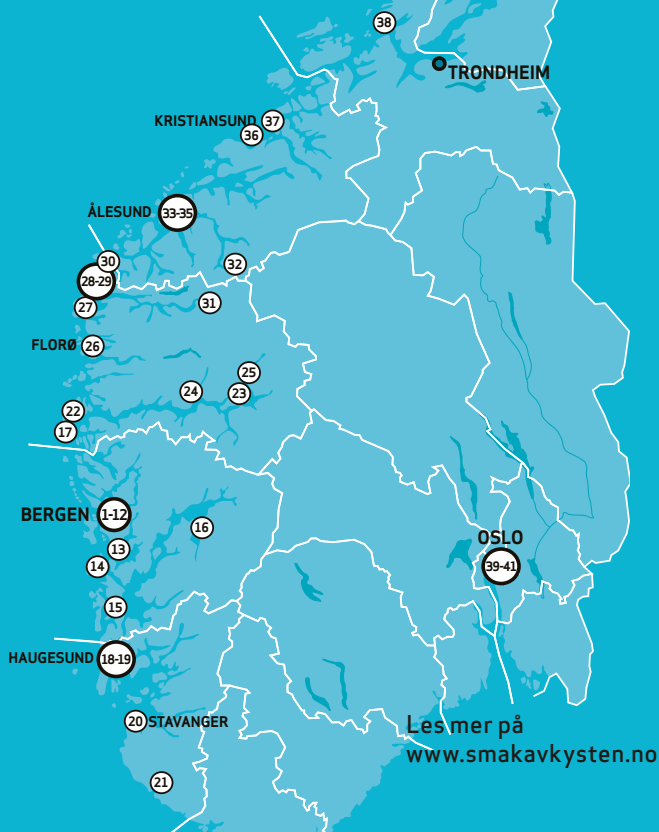 38
TRONDHEIM
KRISTIANSUND
37
36
ÅLESUND
33-35
30
32
28-29
27
31
FLORØ
26
25
24
23
22
17
BERGEN
1-12
16
13
14
OSLO
39-41
15
HAUGESUND
18-19
20
STAVANGER
21
Les mer på
www.smakavkysten.no